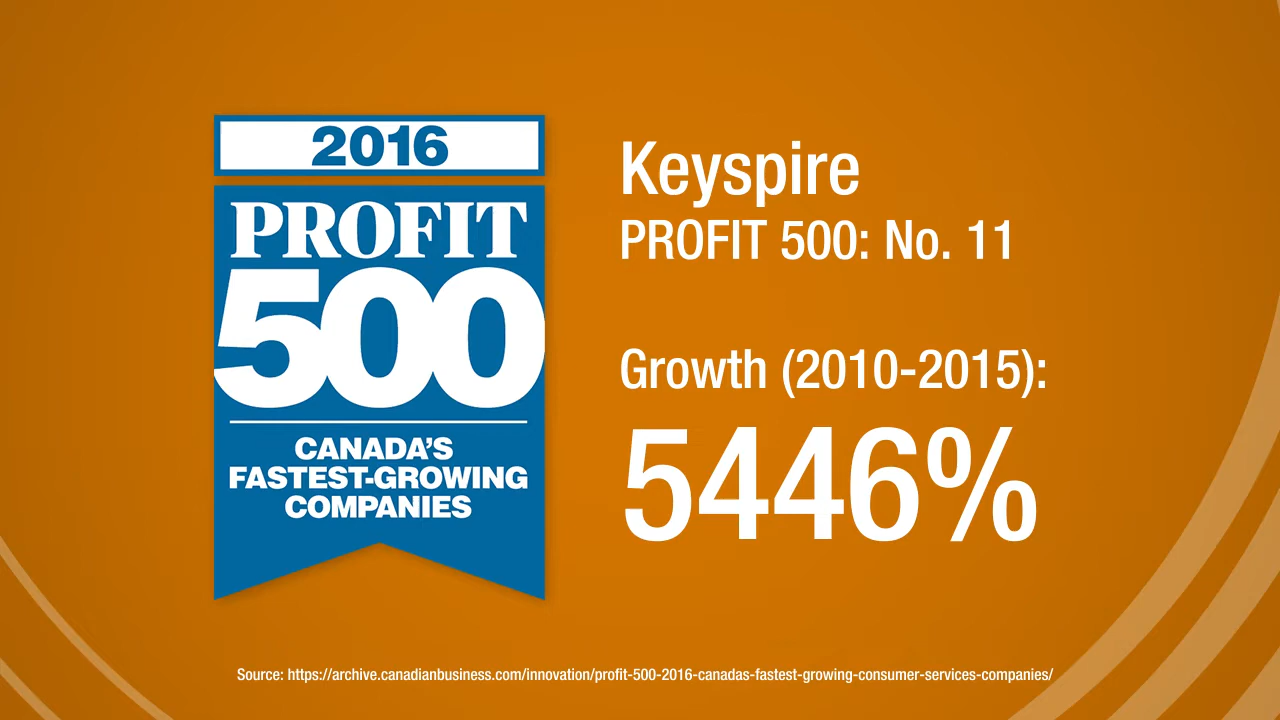 2016
PROFIT
500
CANADA'S
FASTEST-GROWING
COMPANIES
Keyspire
PROFIT 500: No. 11
Growth (2010-2015):
5446%
Source: https://archive.canadianbusiness.com/innovation/profit-500-2016-canadas-fastest-growing-consumer-services-companies/